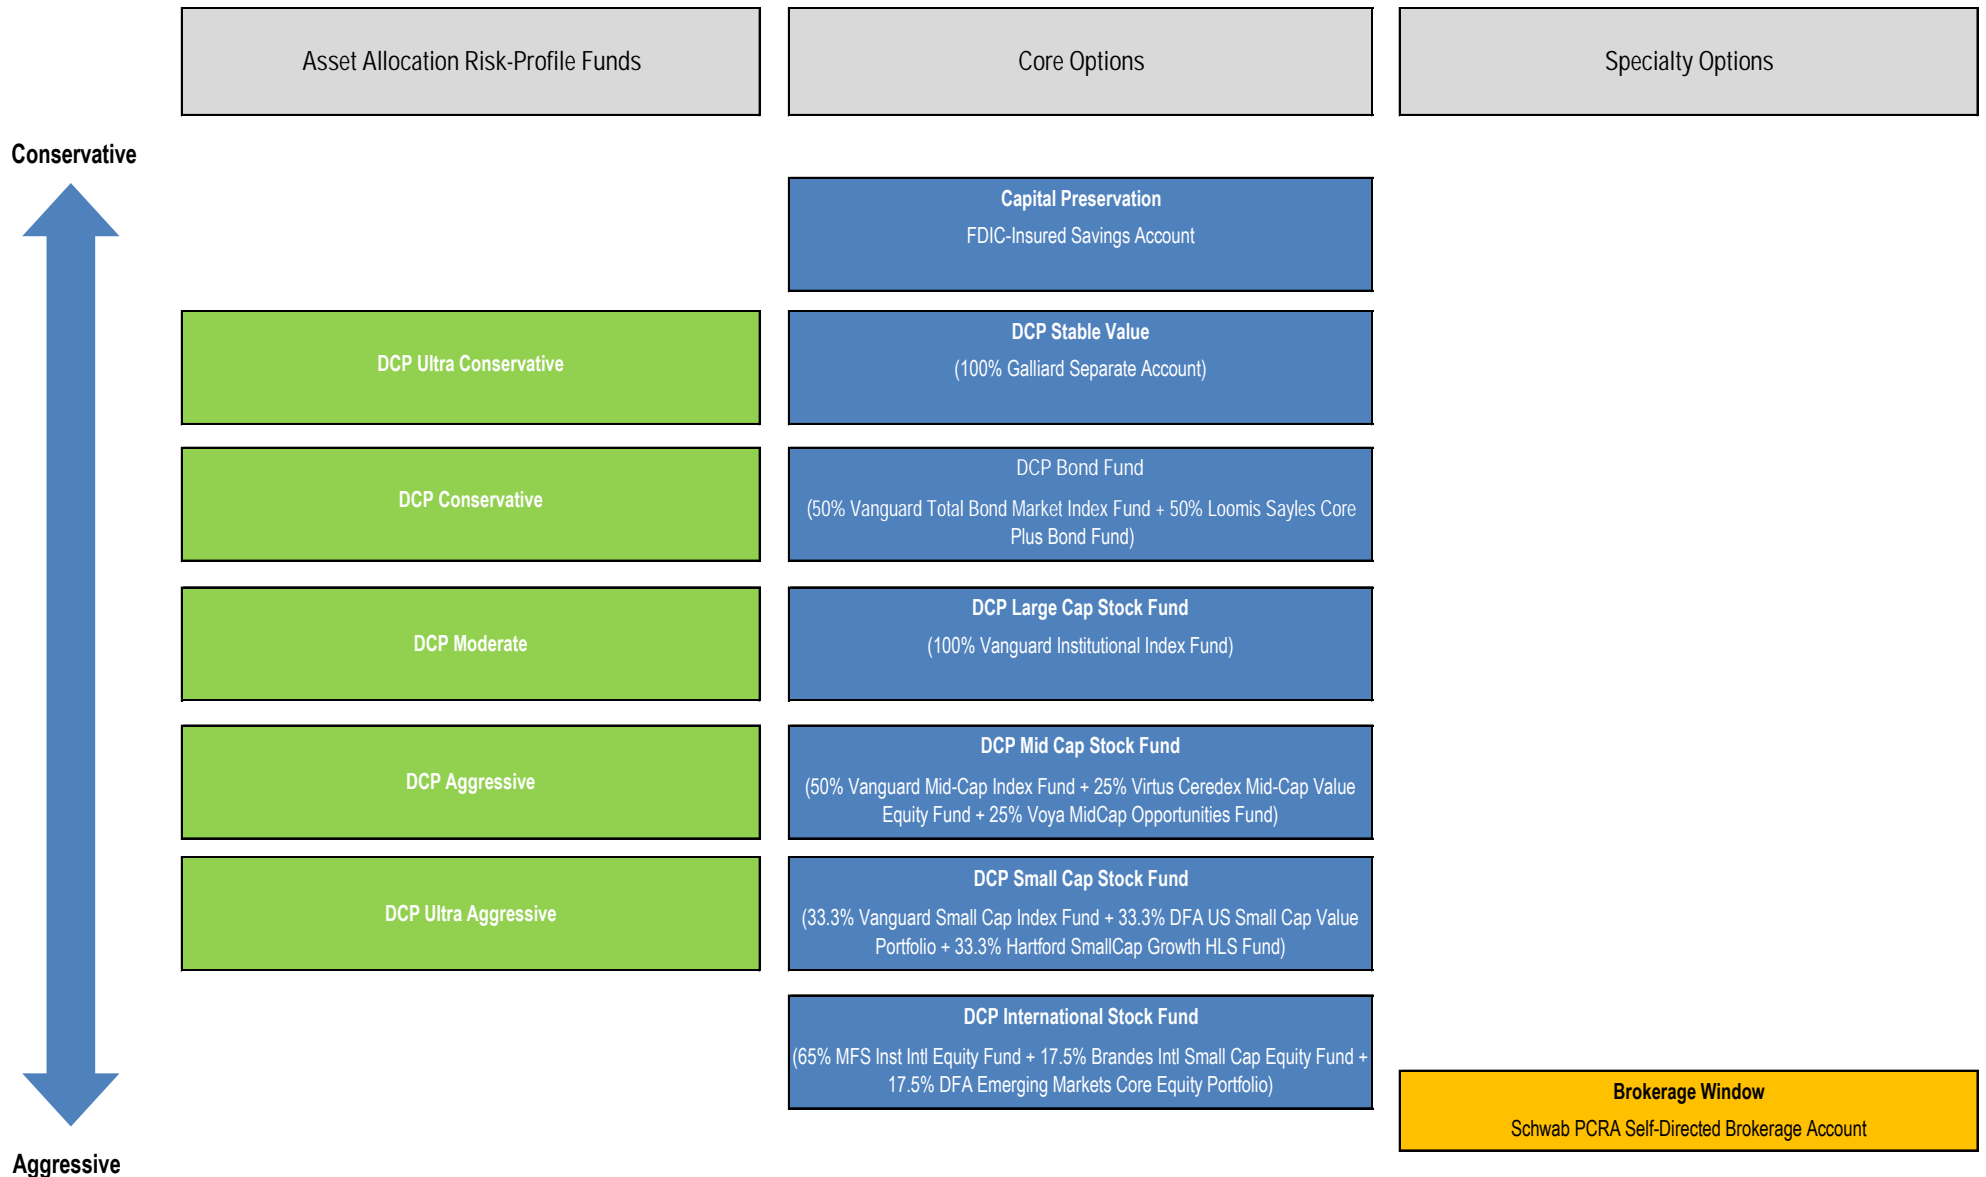 Asset Allocation Risk-Profile Funds
Core Options
Specialty Options
Conservative
Capital Preservation
FDIC-Insured Savings Account
DCP Ultra Conservative
DCP Stable Value
(100% Galliard Separate Account)
DCP Conservative
DCP Bond Fund
(50% Vanguard Total Bond Market Index Fund + 50% Loomis Sayles Core
Plus Bond Fund)
DCP Moderate
DCP Large Cap Stock Fund
(100% Vanguard Institutional Index Fund)
DCP Aggressive
DCP Mid Cap Stock Fund
(50% Vanguard Mid-Cap Index Fund + 25% Virtus Ceredex Mid-Cap Value
Equity Fund + 25% Voya MidCap Opportunities Fund)
DCP Ultra Aggressive
DCP Small Cap Stock Fund
(33.3% Vanguard Small Cap Index Fund + 33.3% DFA US Small Cap Value
Portfolio + 33.3% Hartford SmallCap Growth HLS Fund)
DCP International Stock Fund
(65% MFS Inst Intl Equity Fund + 17.5% Brandes Intl Small Cap Equity Fund +
17.5% DFA Emerging Markets Core Equity Portfolio)
Brokerage Window
Schwab PCRA Self-Directed Brokerage Account
Aggressive